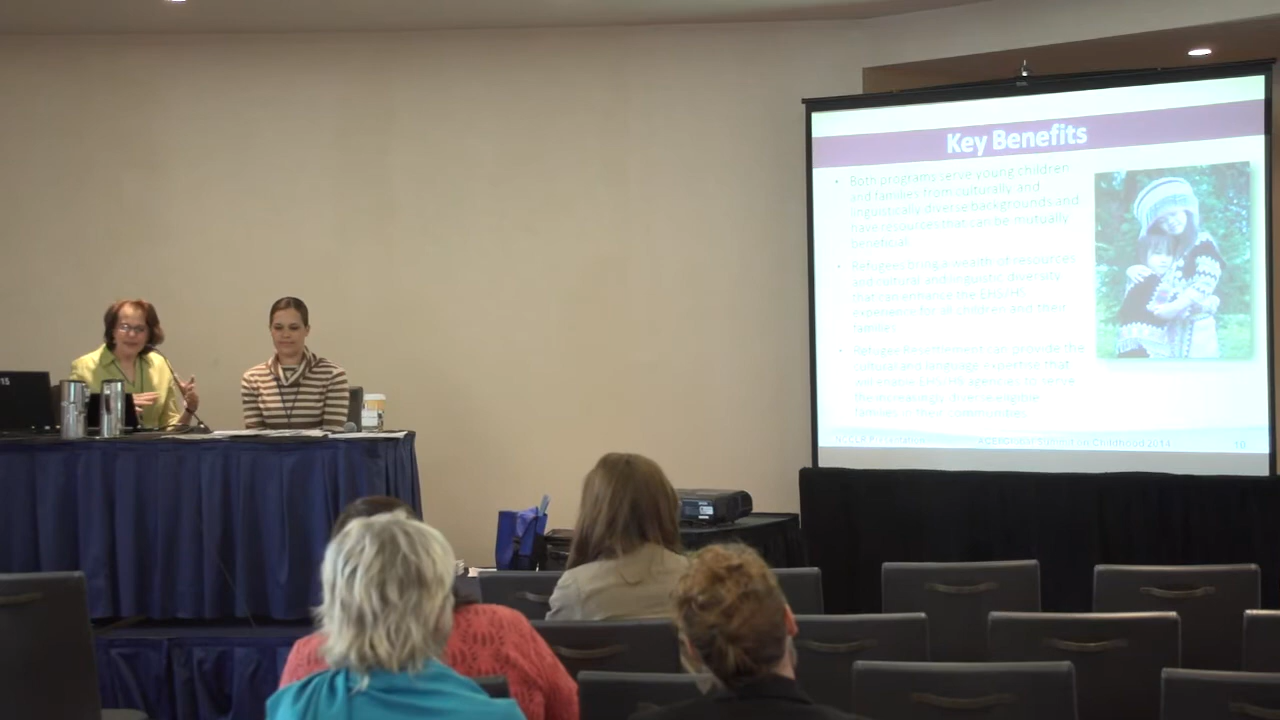 Key Benefits
• Both programs serve young children
and families from culturally and
linguistically diverse backgrounds and
have resources that can be mutually
beneficial
• Refugees bring a wealth of resources
and cultural and linguistic diversity
that can enhance the EHS/HS
experience for all children and their
families
• Refugee Resettlement can provide the
cultural and language expertise that
EHS/HS agencies to serve
the increasingly diverse eligible
families in their communities
on Childhood 2014
10
15